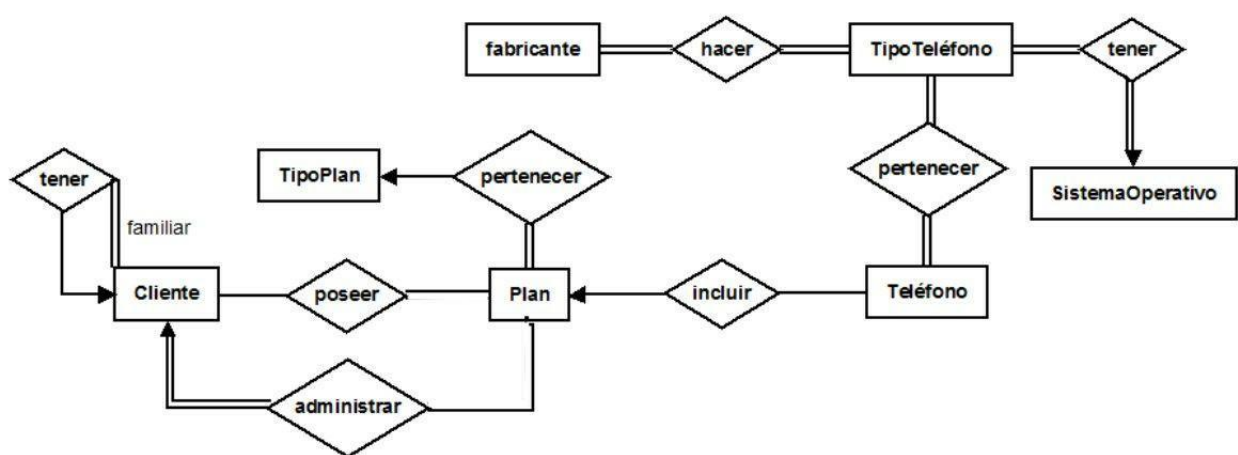 fabricante
hacer
TipoTeléfono
tener
TipoPlan
pertenecer
pertenecer
tener
SistemaOperativo
familiar
Cliente
poseer
Plan
incluir
Teléfono
administrar